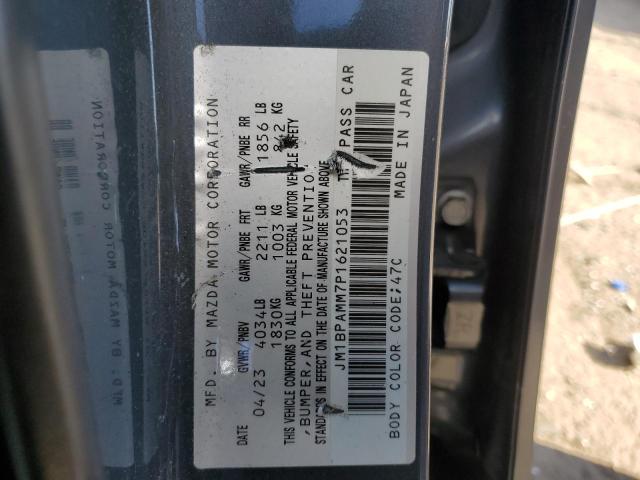 MFD. BY MAZDA MOTOR CORPORATION
DATE GVWR/PNBV GAWR/PNBE FRT GAWR/PNBE RR
04/23 4034LB 2211 LB 1856 LB
1830KG 1003 KG 842 KG
THIS VEHICLE CONFORMS TO ALL APPLICABLE FEDERAL MOTOR VEHICLE SAFETY
,BUMPER,AND THEFT PREVENTIO
STANDARDS IN EFFECT ON THE DATE OF MANUFACTURE SHOWN ABOVE.
JM1BPAMM7P1621053 PASS CAR
BODY COLOR CODE;47C MADE IN JAPAN
MFD. BY MAZDA MOTOR CORPORATION